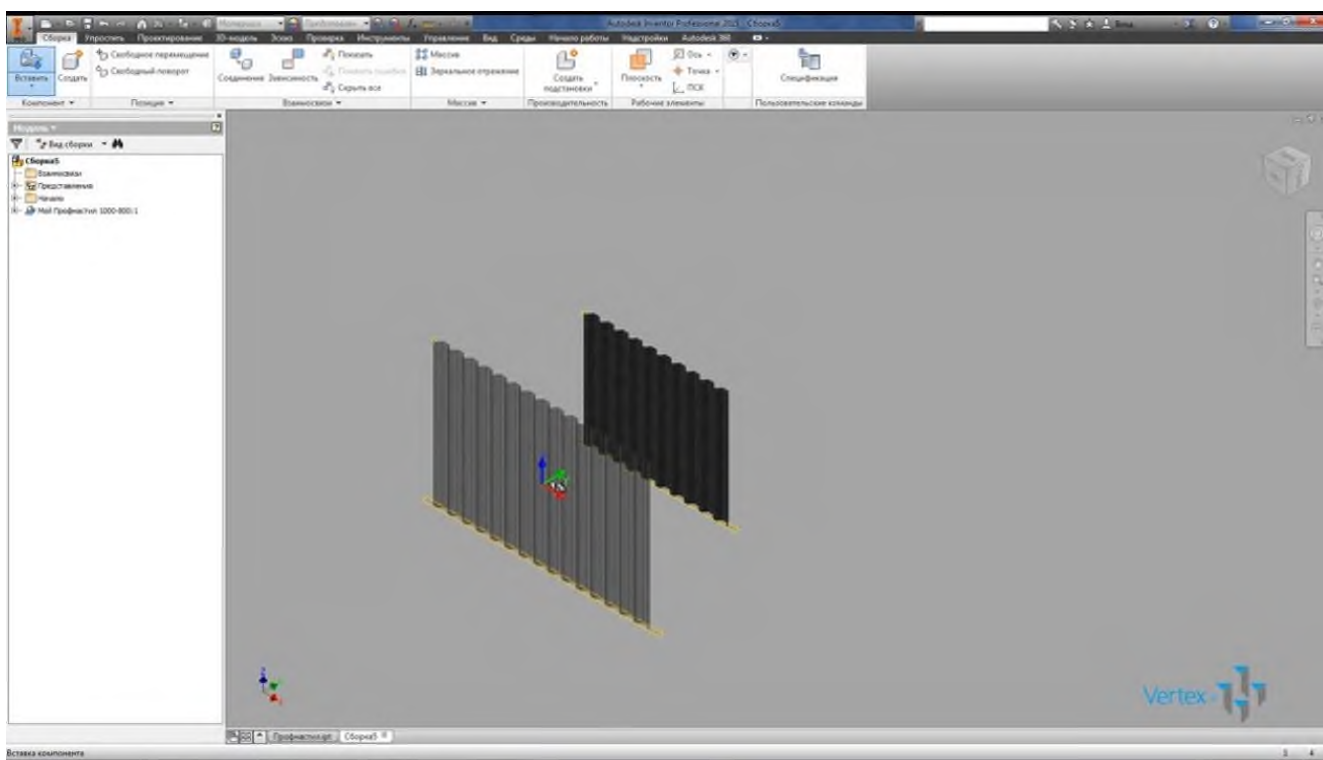 Autodesk Inventor Professional 2015 Сборка5
Сборка Упростить Проектирование 3D-модель Эскиз Проверка Инструменты Управление Вид Среды Начало работы Надстройки Autodesk 360
Вставить
Создать
Свободное перемещение
Свободный поворот
Соединение
Зависимость
Показать
Скрыть все
Массив
Зеркальное отражение
Создать
подстановки
Плоскость
Ось
Точка
ПСК
Спецификация
Компонент
Позиция
Взаимосвязи
Массив
Производительность
Рабочие элементы
Пользовательские команды
Модель
Вид сборки
Сборка5
Взаимосвязи
Представления
Начало
Мой Профнастил 1000-800:1
Vertex
Профнастил.ipt
Сборка5
Вставка компонента
3 4